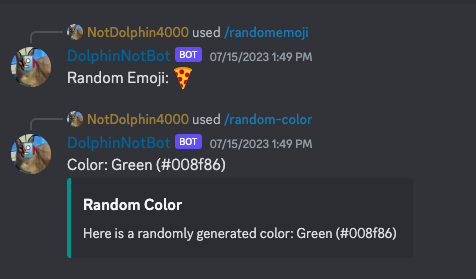 NotDolphin4000 used /randomemoji
DolphinNotBot BOT 07/15/2023 1:49 PM
Random Emoji: 🍕
NotDolphin4000 used /random-color
DolphinNotBot BOT 07/15/2023 1:49 PM
Color: Green (#008f86)
Random Color
Here is a randomly generated color: Green (#008f86)